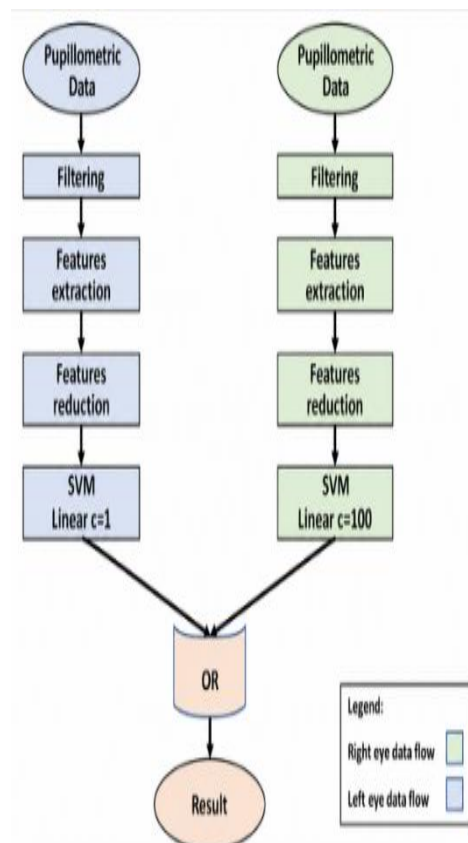 Pupillometric
Data
Filtering
Features
extraction
Features
reduction
SVM
Linear c=1
Pupillometric
Data
Filtering
Features
extraction
Features
reduction
SVM
Linear c=100
OR
Result
Legend:
Right eye data flow
Left eye data flow